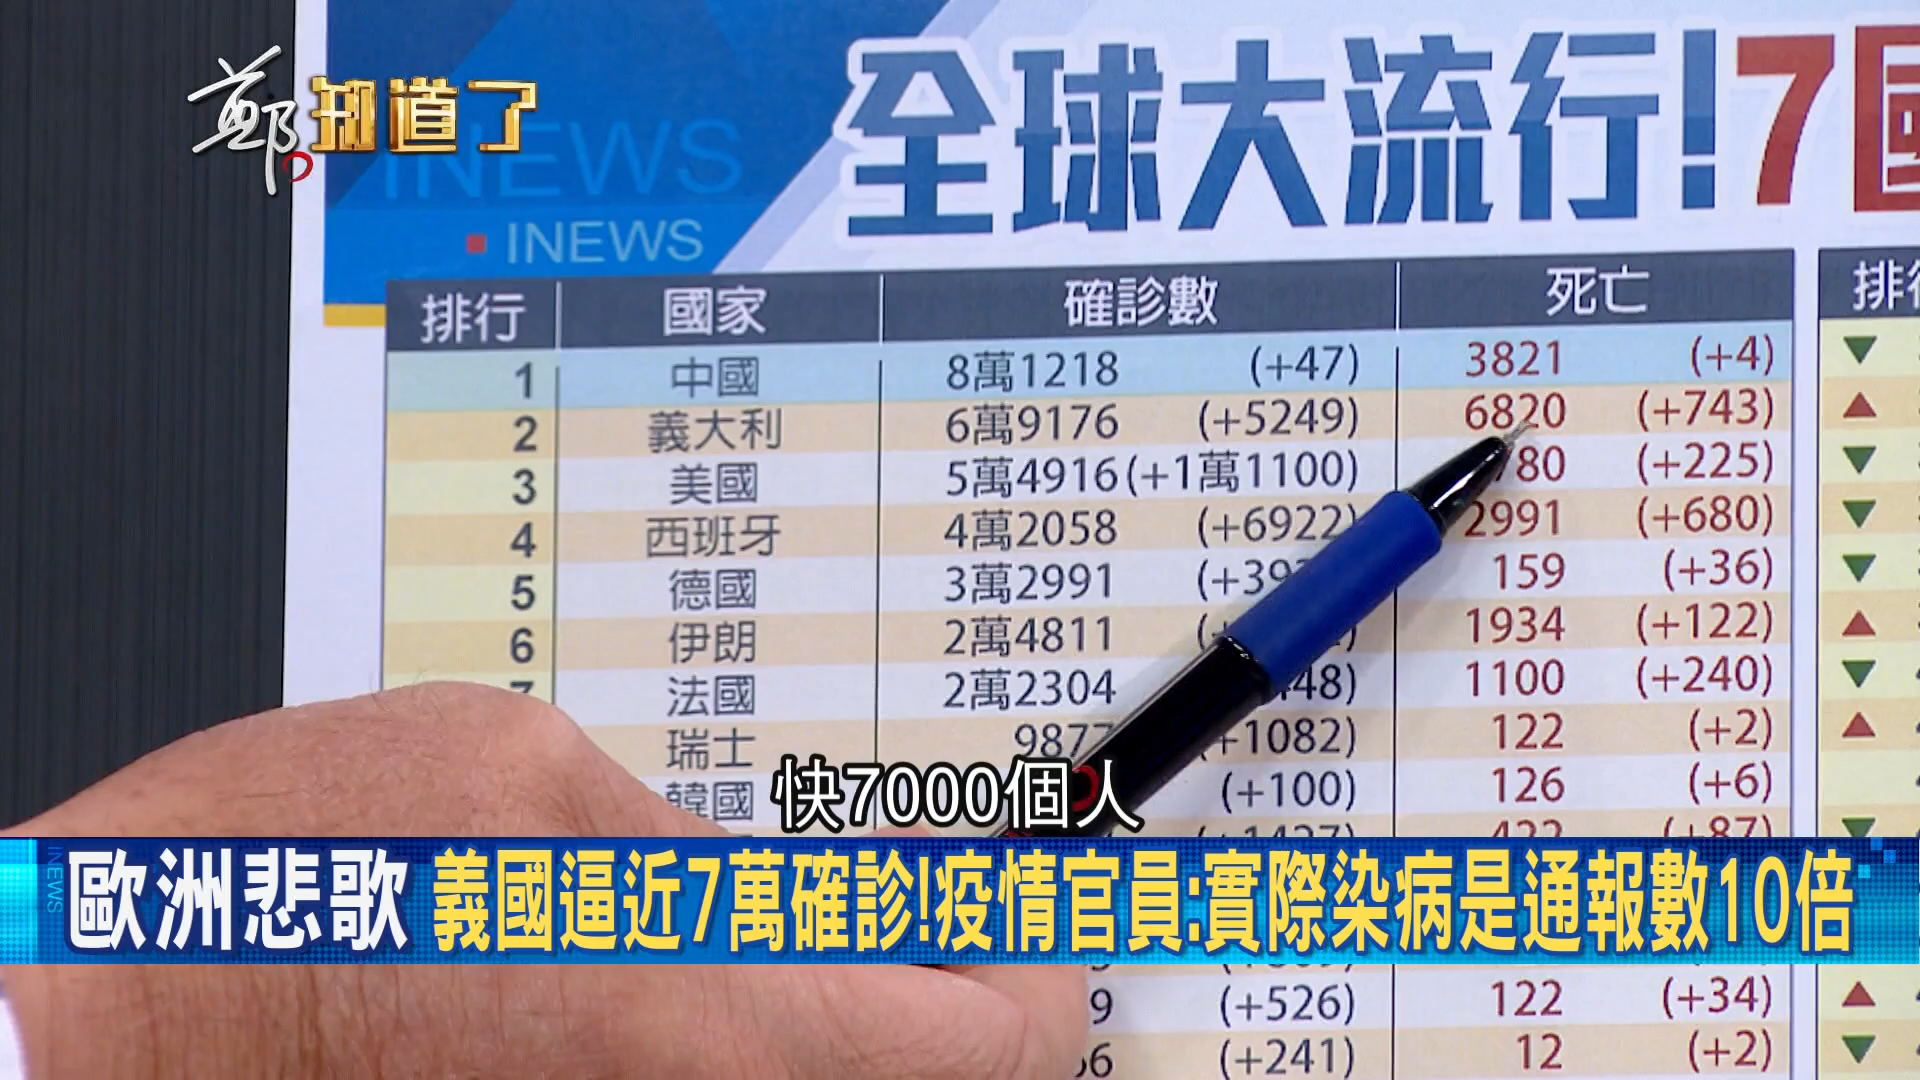 鄭知道了
INEWS
INEWS
全球大流行!7國
排行 國家 確診數 死亡
1 中國 8萬1218 (+47) 3821 (+4)
2 義大利 6萬9176 (+5249) 6820 (+743)
3 美國 5萬4916 (+1萬1100) 780 (+225)
4 西班牙 4萬2058 (+6922) 2991 (+680)
5 德國 3萬2991 159 (+36)
6 伊朗 2萬4811 1934 (+122)
法國 2萬2304 1100 (+240)
瑞士 9877 (+1082) 122 (+2)
韓國 (+100) 126 (+6)
快7000個人
(+1427) 422 (+87)
INEWS
歐洲悲歌 義國逼近7萬確診!疫情官員:實際染病是通報數10倍
(+526) 122 (+34)
(+241) 12 (+2)